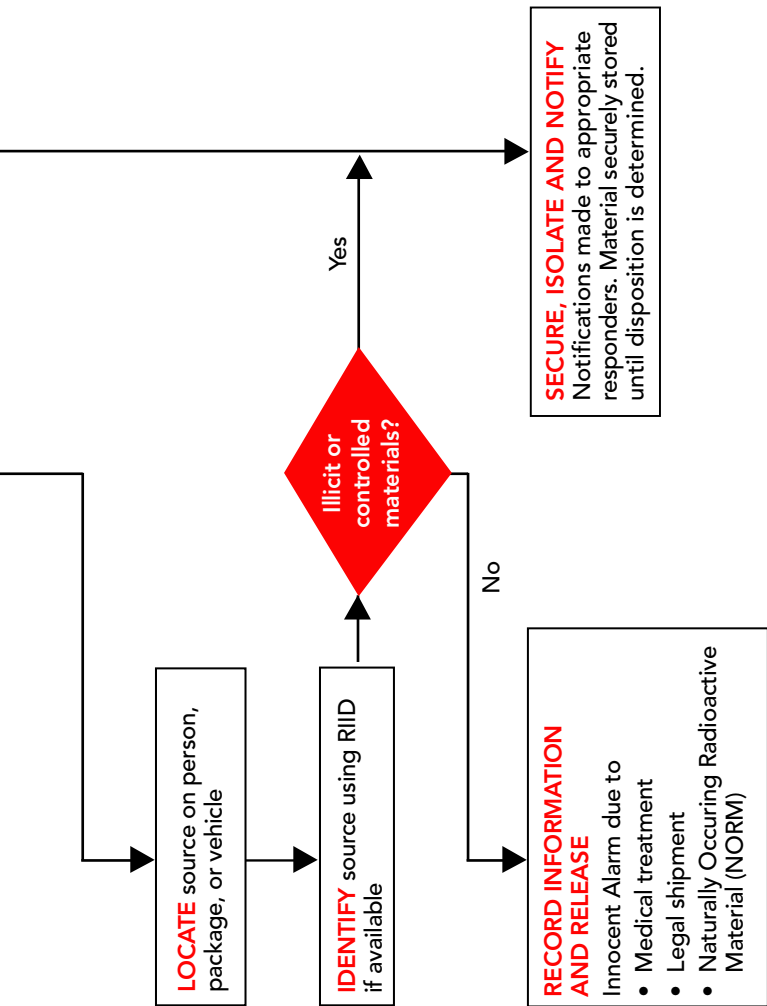 LOCATE source on person,
package, or vehicle
IDENTIFY source using RIID
if available
Illicit or
controlled
materials?
Yes
No
SECURE, ISOLATE AND NOTIFY
Notifications made to appropriate
responders. Material securely stored
until disposition is determined.
RECORD INFORMATION
AND RELEASE
Innocent Alarm due to
• Medical treatment
• Legal shipment
• Naturally Occuring Radioactive
Material (NORM)